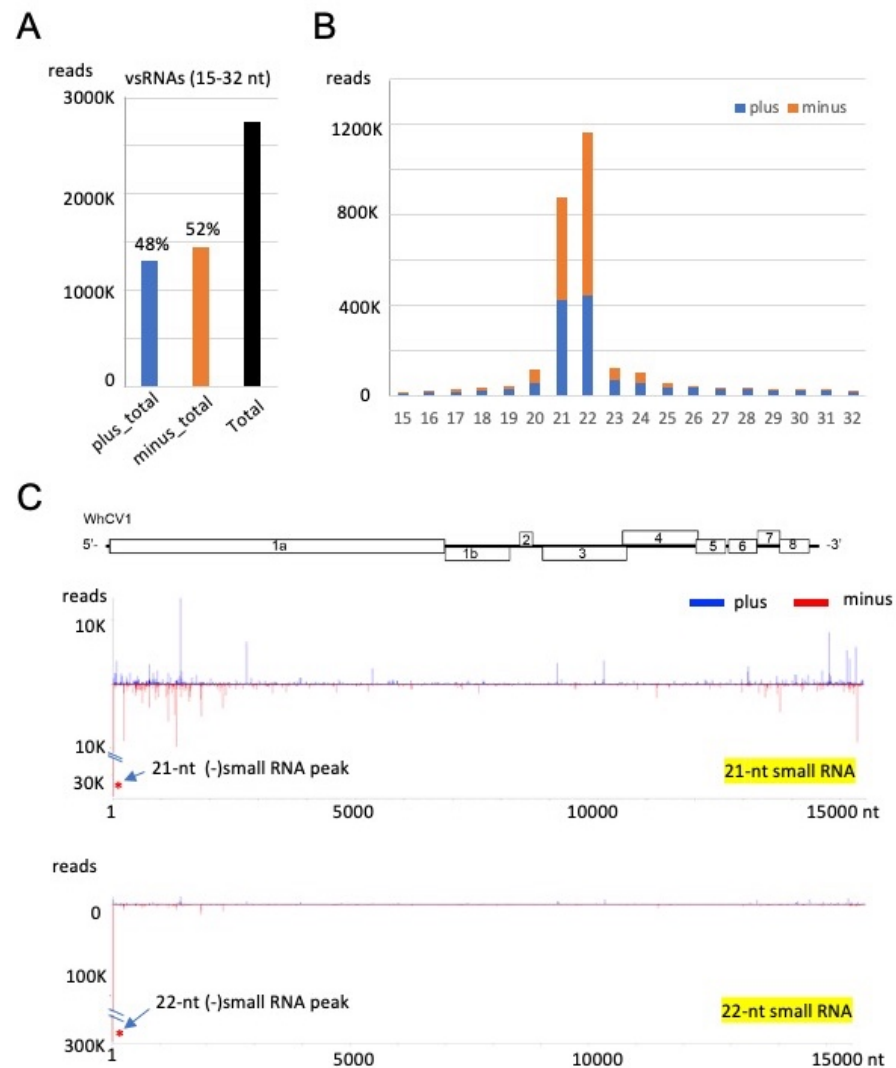 A
reads
vsRNAs (15-32 nt)
3000K
2000K
1000K
0
48%
52%
plus_total
minus_total
Total
B
reads
plus minus
1200K
800K
400K
0
15 16 17 18 19 20 21 22 23 24 25 26 27 28 29 30 31 32
C
WhCV1
5'- 1a 1b 2 3 4 5 6 7 8 -3'
reads
plus minus
10K
10K
21-nt (-)small RNA peak
30K *
21-nt small RNA
1 5000 10000 15000 nt
reads
0
100K
22-nt (-)small RNA peak
*
22-nt small RNA
300K
1 5000 10000 15000 nt